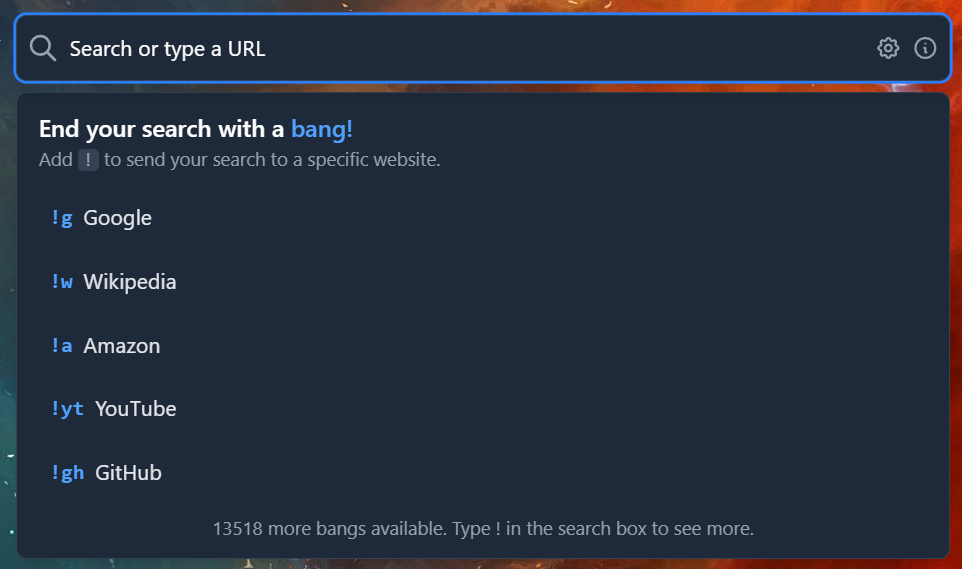 Search or type a URL
End your search with a bang!
Add ! to send your search to a specific website.
!g Google
!w Wikipedia
!a Amazon
!yt YouTube
!gh GitHub
13518 more bangs available. Type ! in the search box to see more.